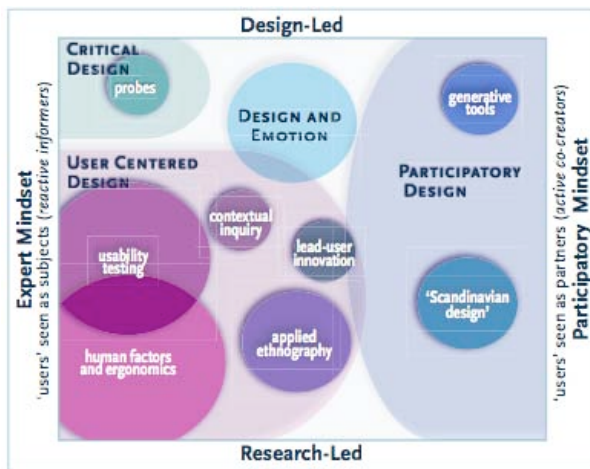 Design-Led
CRITICAL
DESIGN
probes
DESIGN AND
EMOTION
generative
tools
USER CENTERED
DESIGN
PARTICIPATORY
DESIGN
contextual
inquiry
lead-user
innovation
usability
testing
'Scandinavian
design'
applied
ethnography
human factors
and ergonomics
Research-Led
Expert Mindset
'users' seen as subjects (reactive informers)
'users' seen as partners (active co-creators)
Participatory Mindset